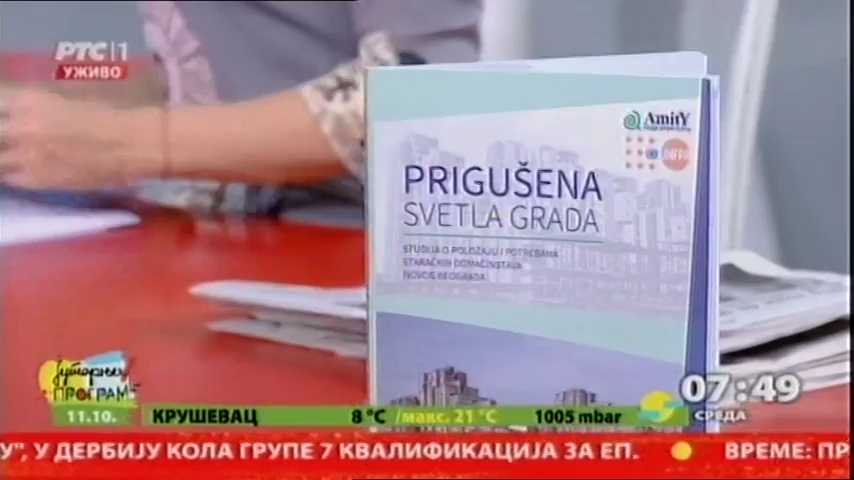 РТС|1
УЖИВО
AmitY
UNFPA
PRIGUŠENA
SVETLA GRADA
STUDIJA O POLOŽAJU I POTREBAMA
STARAČKIH DOMAĆINSTAVA
NOVOG BEOGRADA
Јутарњи
ПРОГРАМ
11.10. КРУШЕВАЦ 8°C /макс. 21°C 1005 mbar
07:49
СРЕДА
У", У ДЕРБИЈУ КОЛА ГРУПЕ 7 КВАЛИФИКАЦИЈА ЗА ЕП. ВРЕМЕ: ПР